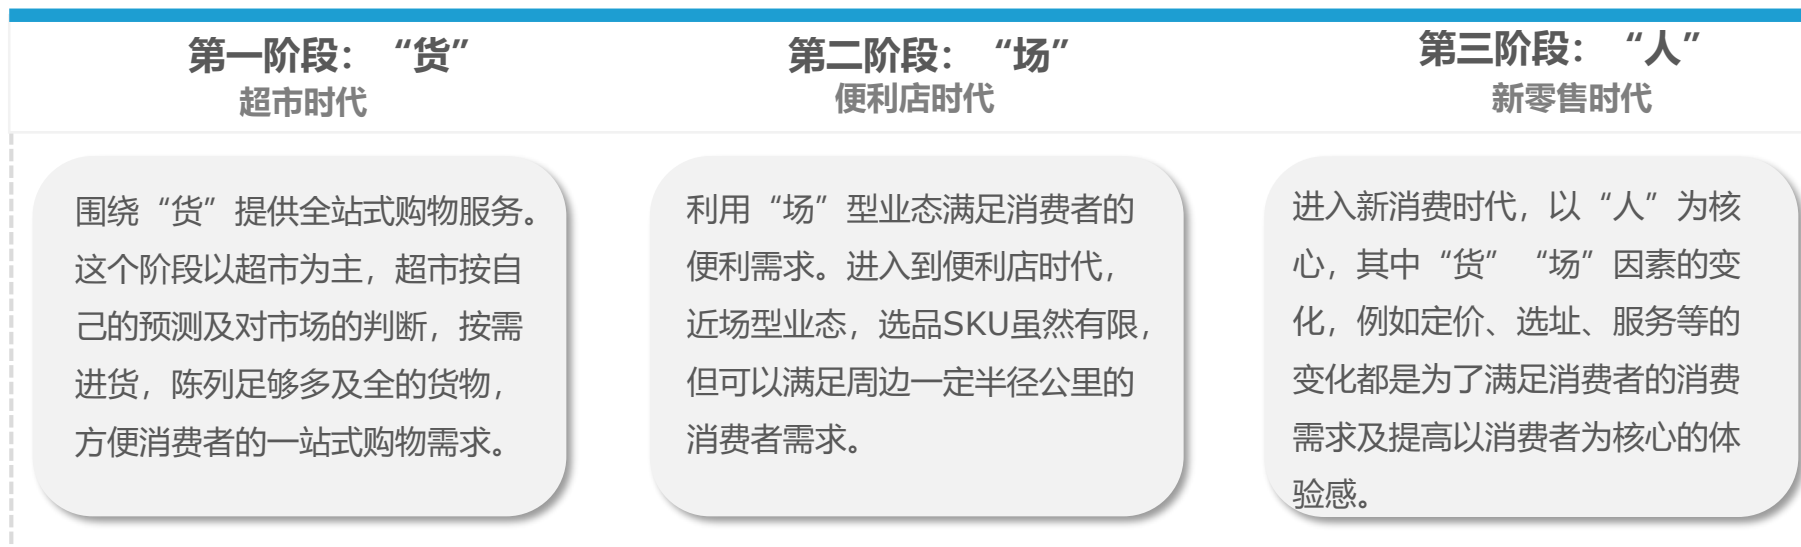 第一阶段：“货”
超市时代
围绕“货”提供全站式购物服务。
这个阶段以超市为主，超市按自
己的预测及对市场的判断，按需
进货，陈列足够多及全的货物，
方便消费者的一站式购物需求。
第二阶段：“场”
便利店时代
利用“场”型业态满足消费者的
便利需求。进入到便利店时代，
近场型业态，选品SKU虽然有限，
但可以满足周边一定半径公里的
消费者需求。
第三阶段：“人”
新零售时代
进入新消费时代，以“人”为核
心，其中“货”“场”因素的变
化，例如定价、选址、服务等的
变化都是为了满足消费者的消费
需求及提高以消费者为核心的体
验感。